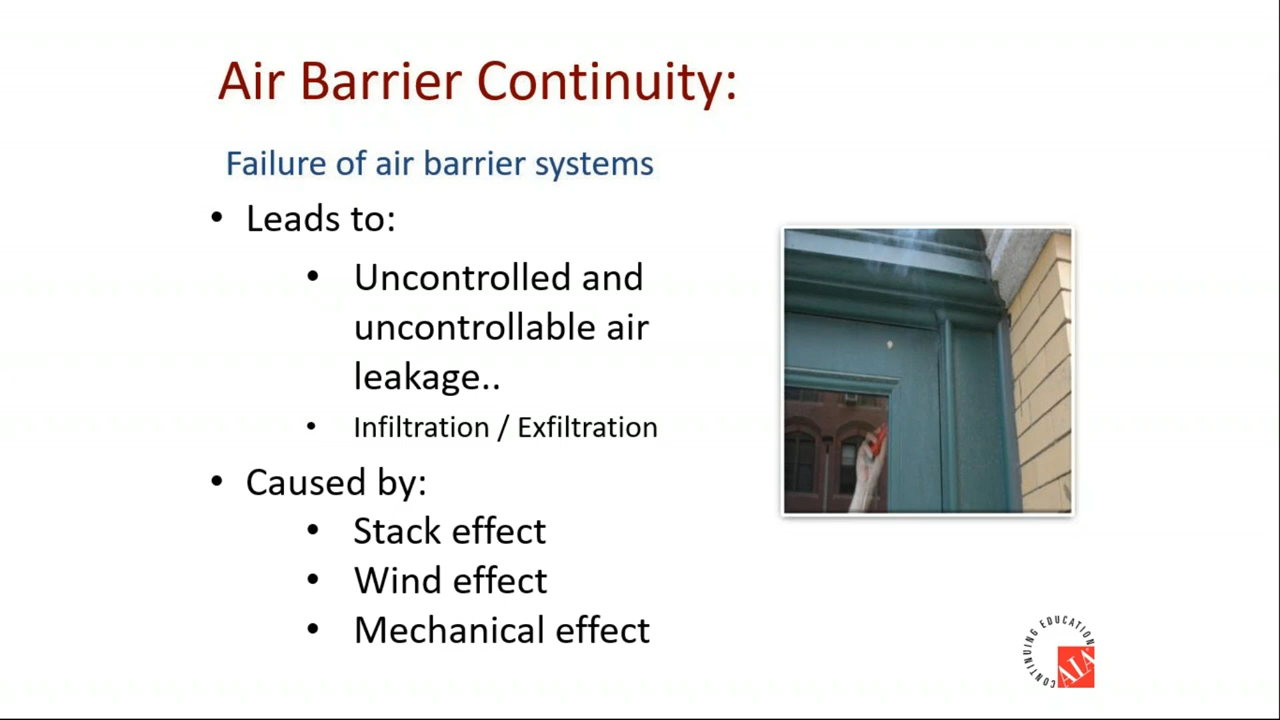 Air Barrier Continuity:
Failure of air barrier systems
• Leads to:
• Uncontrolled and
uncontrollable air
leakage..
• Infiltration / Exfiltration
• Caused by:
• Stack effect
• Wind effect
• Mechanical effect
CONTINUING EDUCATION
AIA